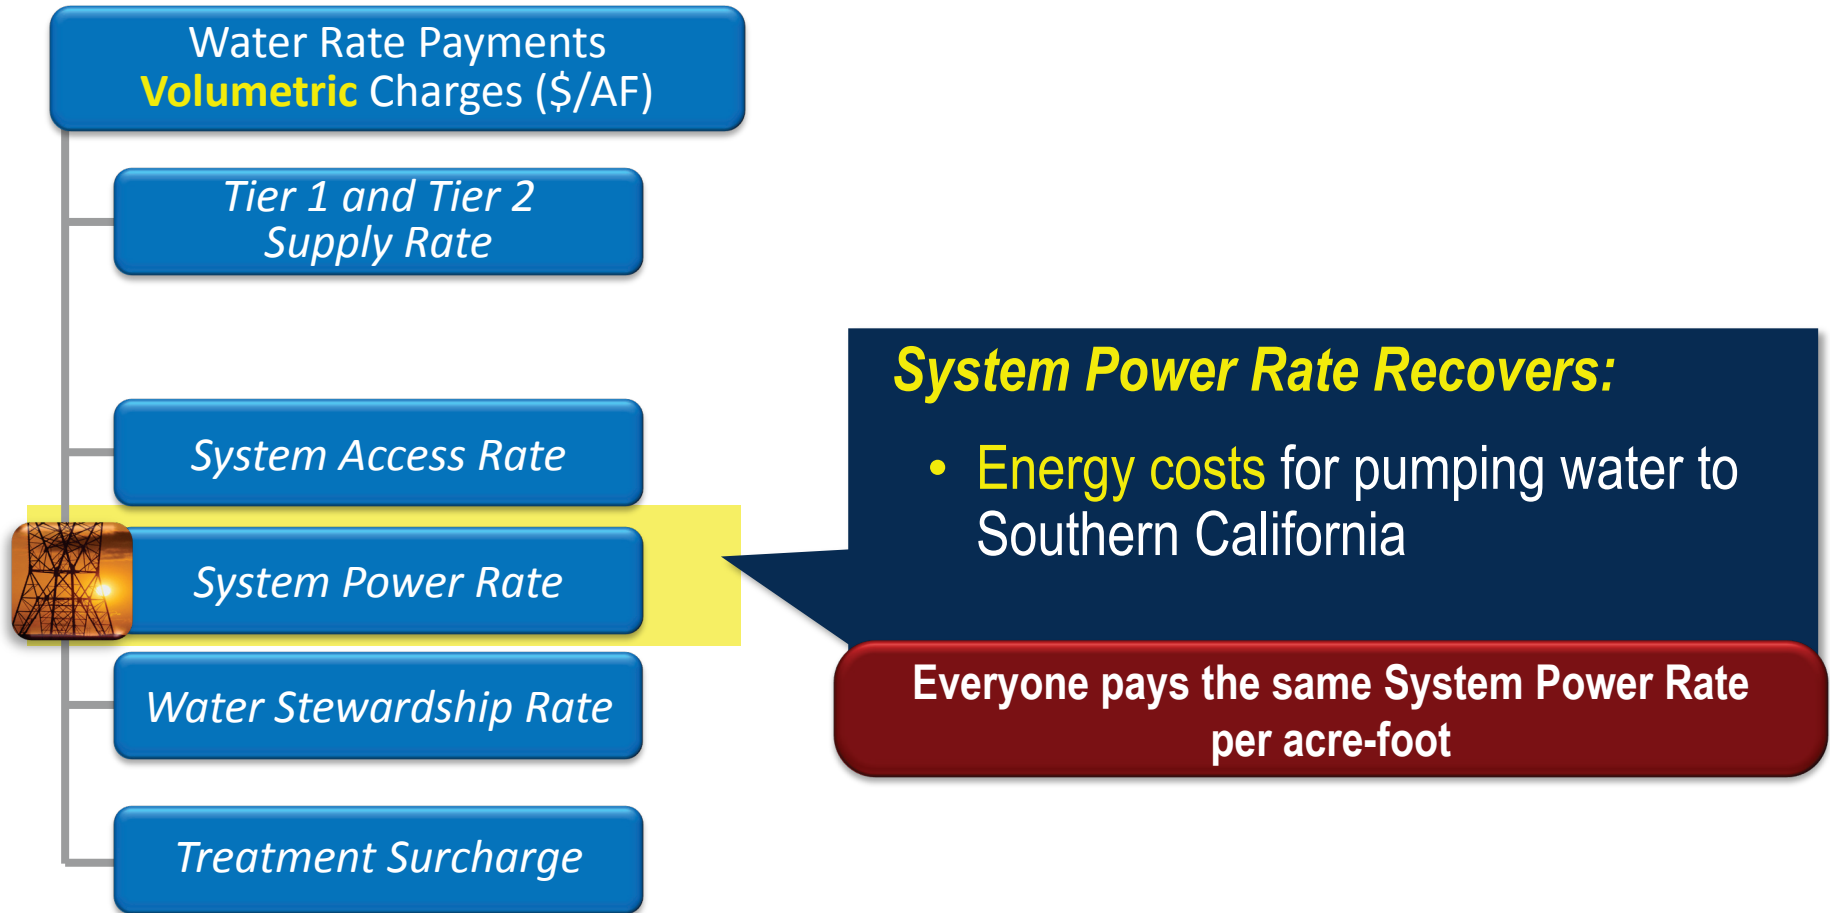 Water Rate Payments
Volumetric Charges ($/AF)
Tier 1 and Tier 2
Supply Rate
System Access Rate
System Power Rate
Water Stewardship Rate
Treatment Surcharge
System Power Rate Recovers:
• Energy costs for pumping water to
Southern California
Everyone pays the same System Power Rate
per acre-foot